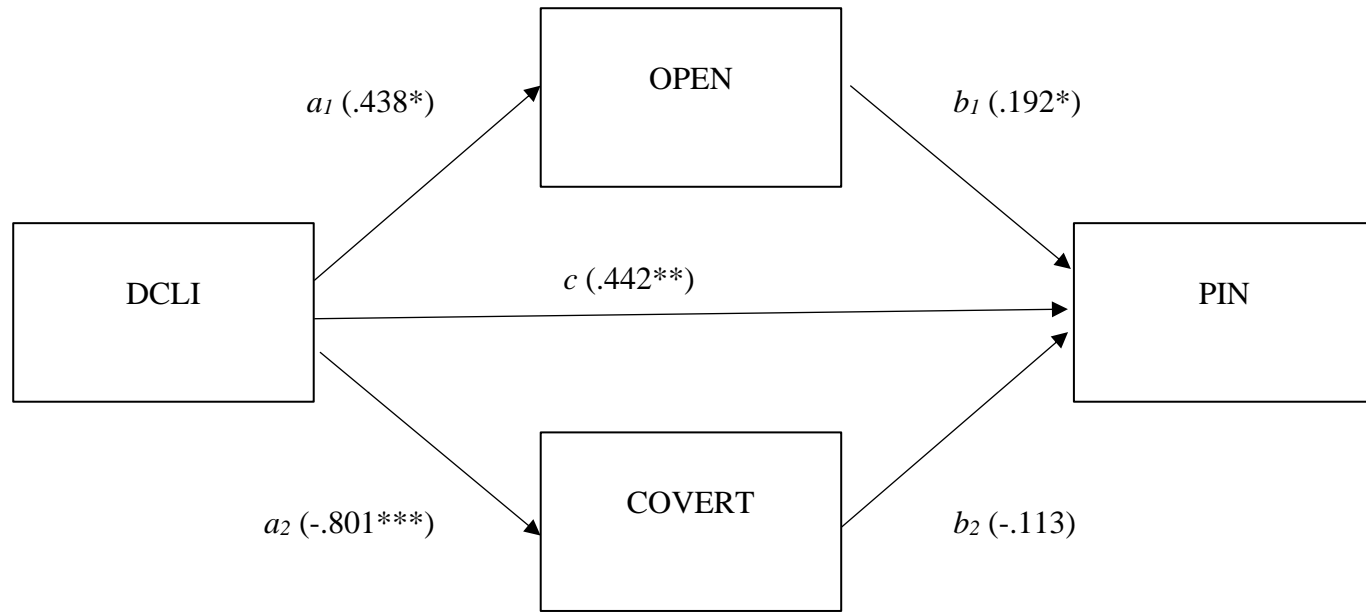 OPEN
a1 (.438*)
b1 (.192*)
DCLI
c (.442**)
PIN
COVERT
a2 (-.801***)
b2 (-.113)